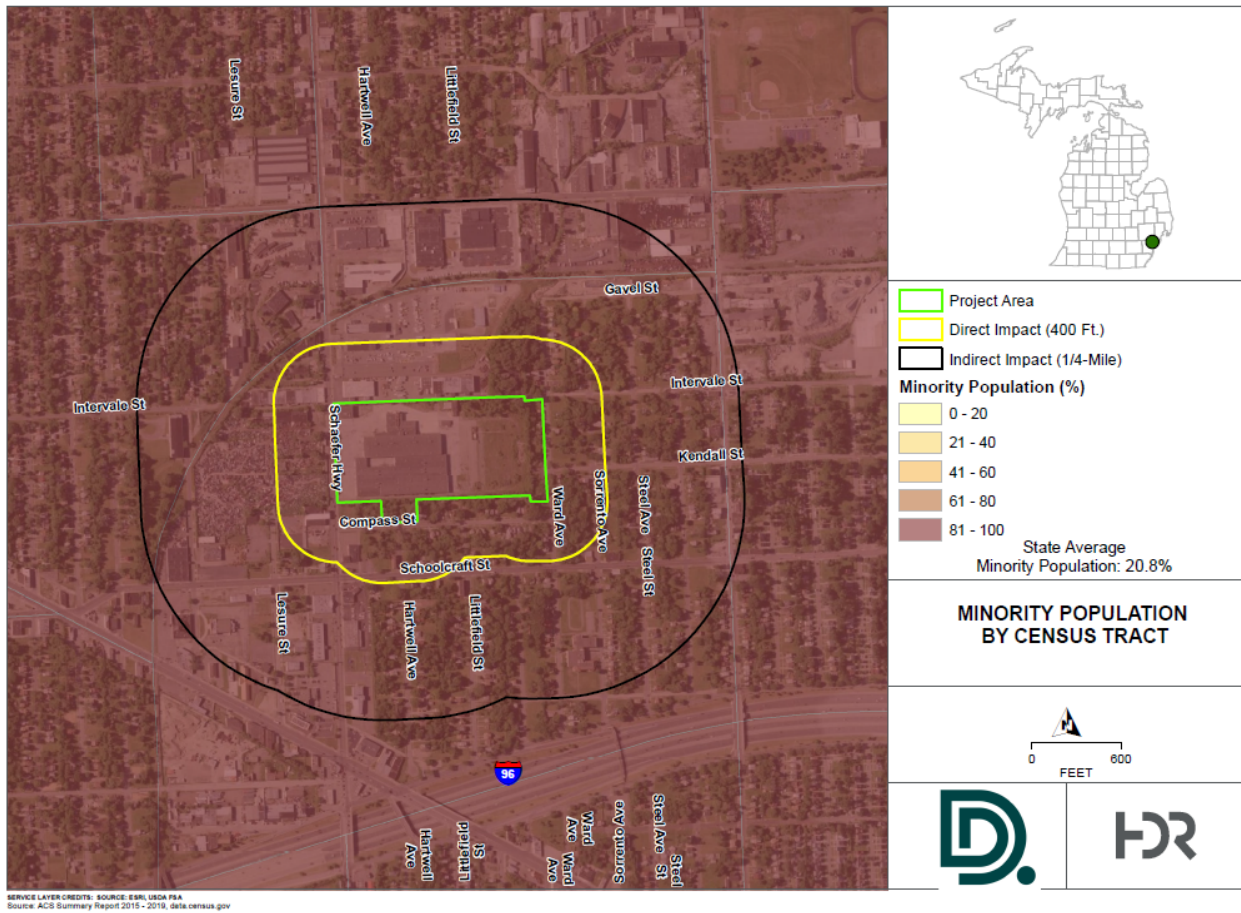 Lesure St
Hartwell Ave
Littlefield St
Gavel St
Intervale St
Intervale St
Kendall St
Schaefer Hwy
Compass St
Ward Ave
Sorrento Ave
Steel Ave
Steel St
Schoolcraft St
Lesure St
Hartwell Ave
Littlefield St
96
Hartwell
Ave
Littlefield
St
Ward
Ave
Ward
Ave
Sorrento Ave
Steel Ave
Steel
St
Project Area
Direct Impact (400 Ft.)
Indirect Impact (1/4-Mile)
Minority Population (%)
0 - 20
21 - 40
41 - 60
61 - 80
81 - 100
State Average
Minority Population: 20.8%
MINORITY POPULATION
BY CENSUS TRACT
N
0 600
FEET
D.
HDR
SERVICE LAYER CREDITS: SOURCE: ESRI, USDA FSA
Source: ACS Summary Report 2015 - 2019, data.census.gov